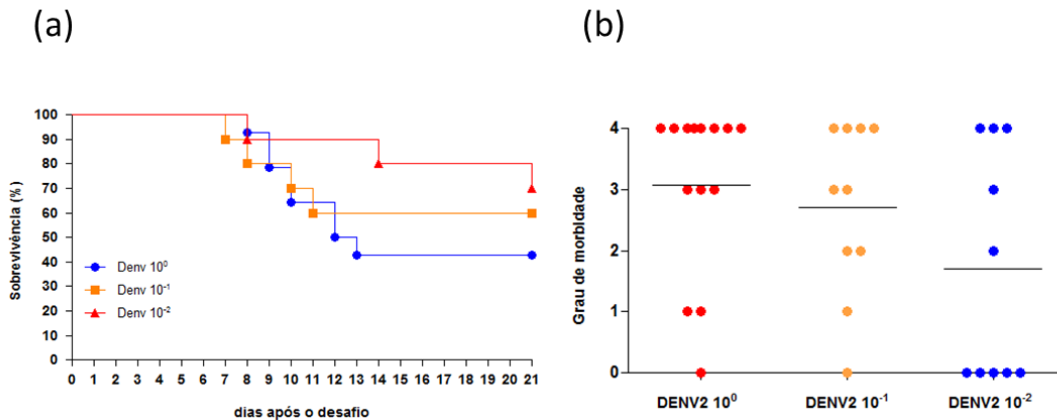 (a)
(b)
Sobrevivência (%)
100
90
80
70
60
50
40
30
20
10
0
Denv 10⁰
Denv 10⁻¹
Denv 10⁻²
0 1 2 3 4 5 6 7 8 9 10 11 12 13 14 15 16 17 18 19 20 21
dias após o desafio
Grau de morbidade
4
3
2
1
0
DENV2 10⁰ DENV2 10⁻¹ DENV2 10⁻²